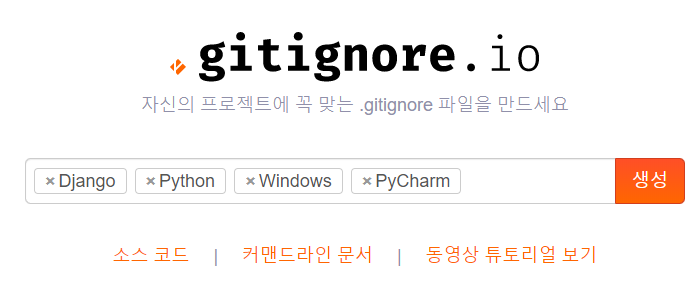 gitignore.io
자신의 프로젝트에 꼭 맞는 .gitignore 파일을 만드세요
×Django ×Python ×Windows ×PyCharm 생성
소스 코드 | 커맨드라인 문서 | 동영상 튜토리얼 보기